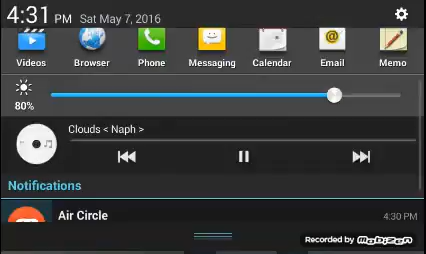 4:31 PM Sat May 7, 2016
Videos Browser Phone Messaging Calendar Email Memo
80%
Clouds < Naph >
Notifications
Air Circle 4:30 PM
Recorded by Mobizen